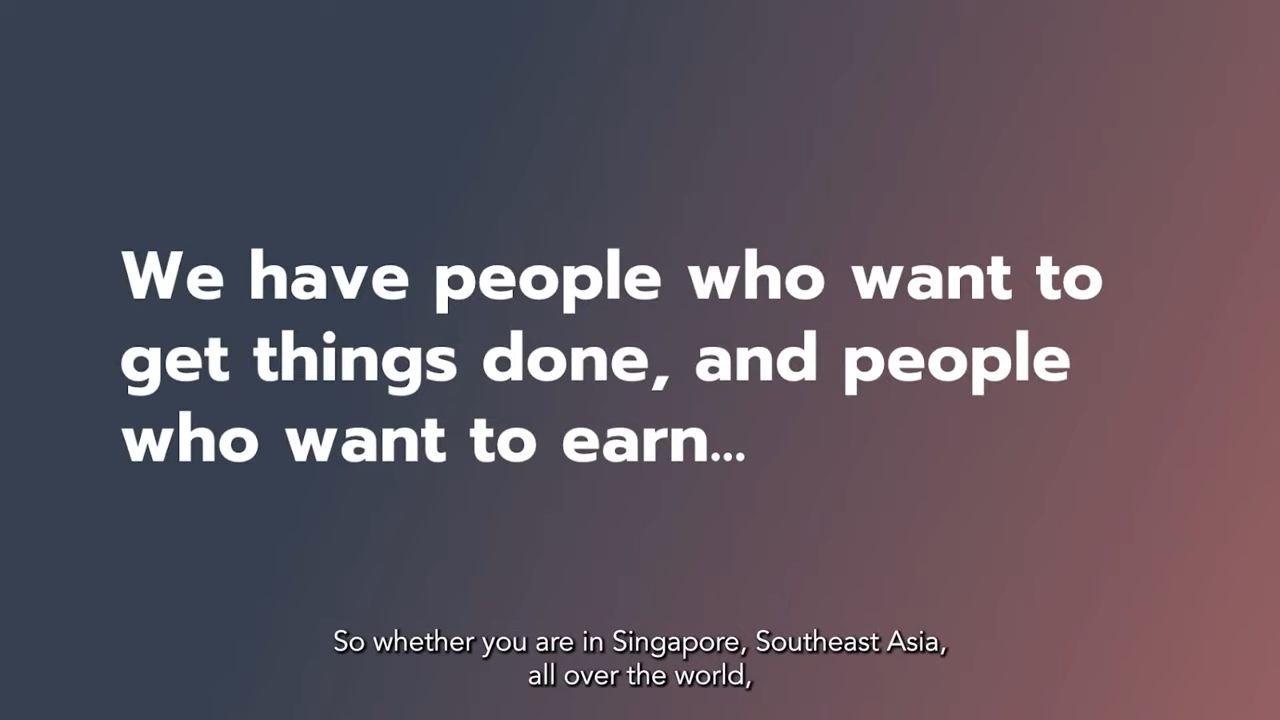 We have people who want to
get things done, and people
who want to earn...
So whether you are in Singapore, Southeast Asia,
all over the world,